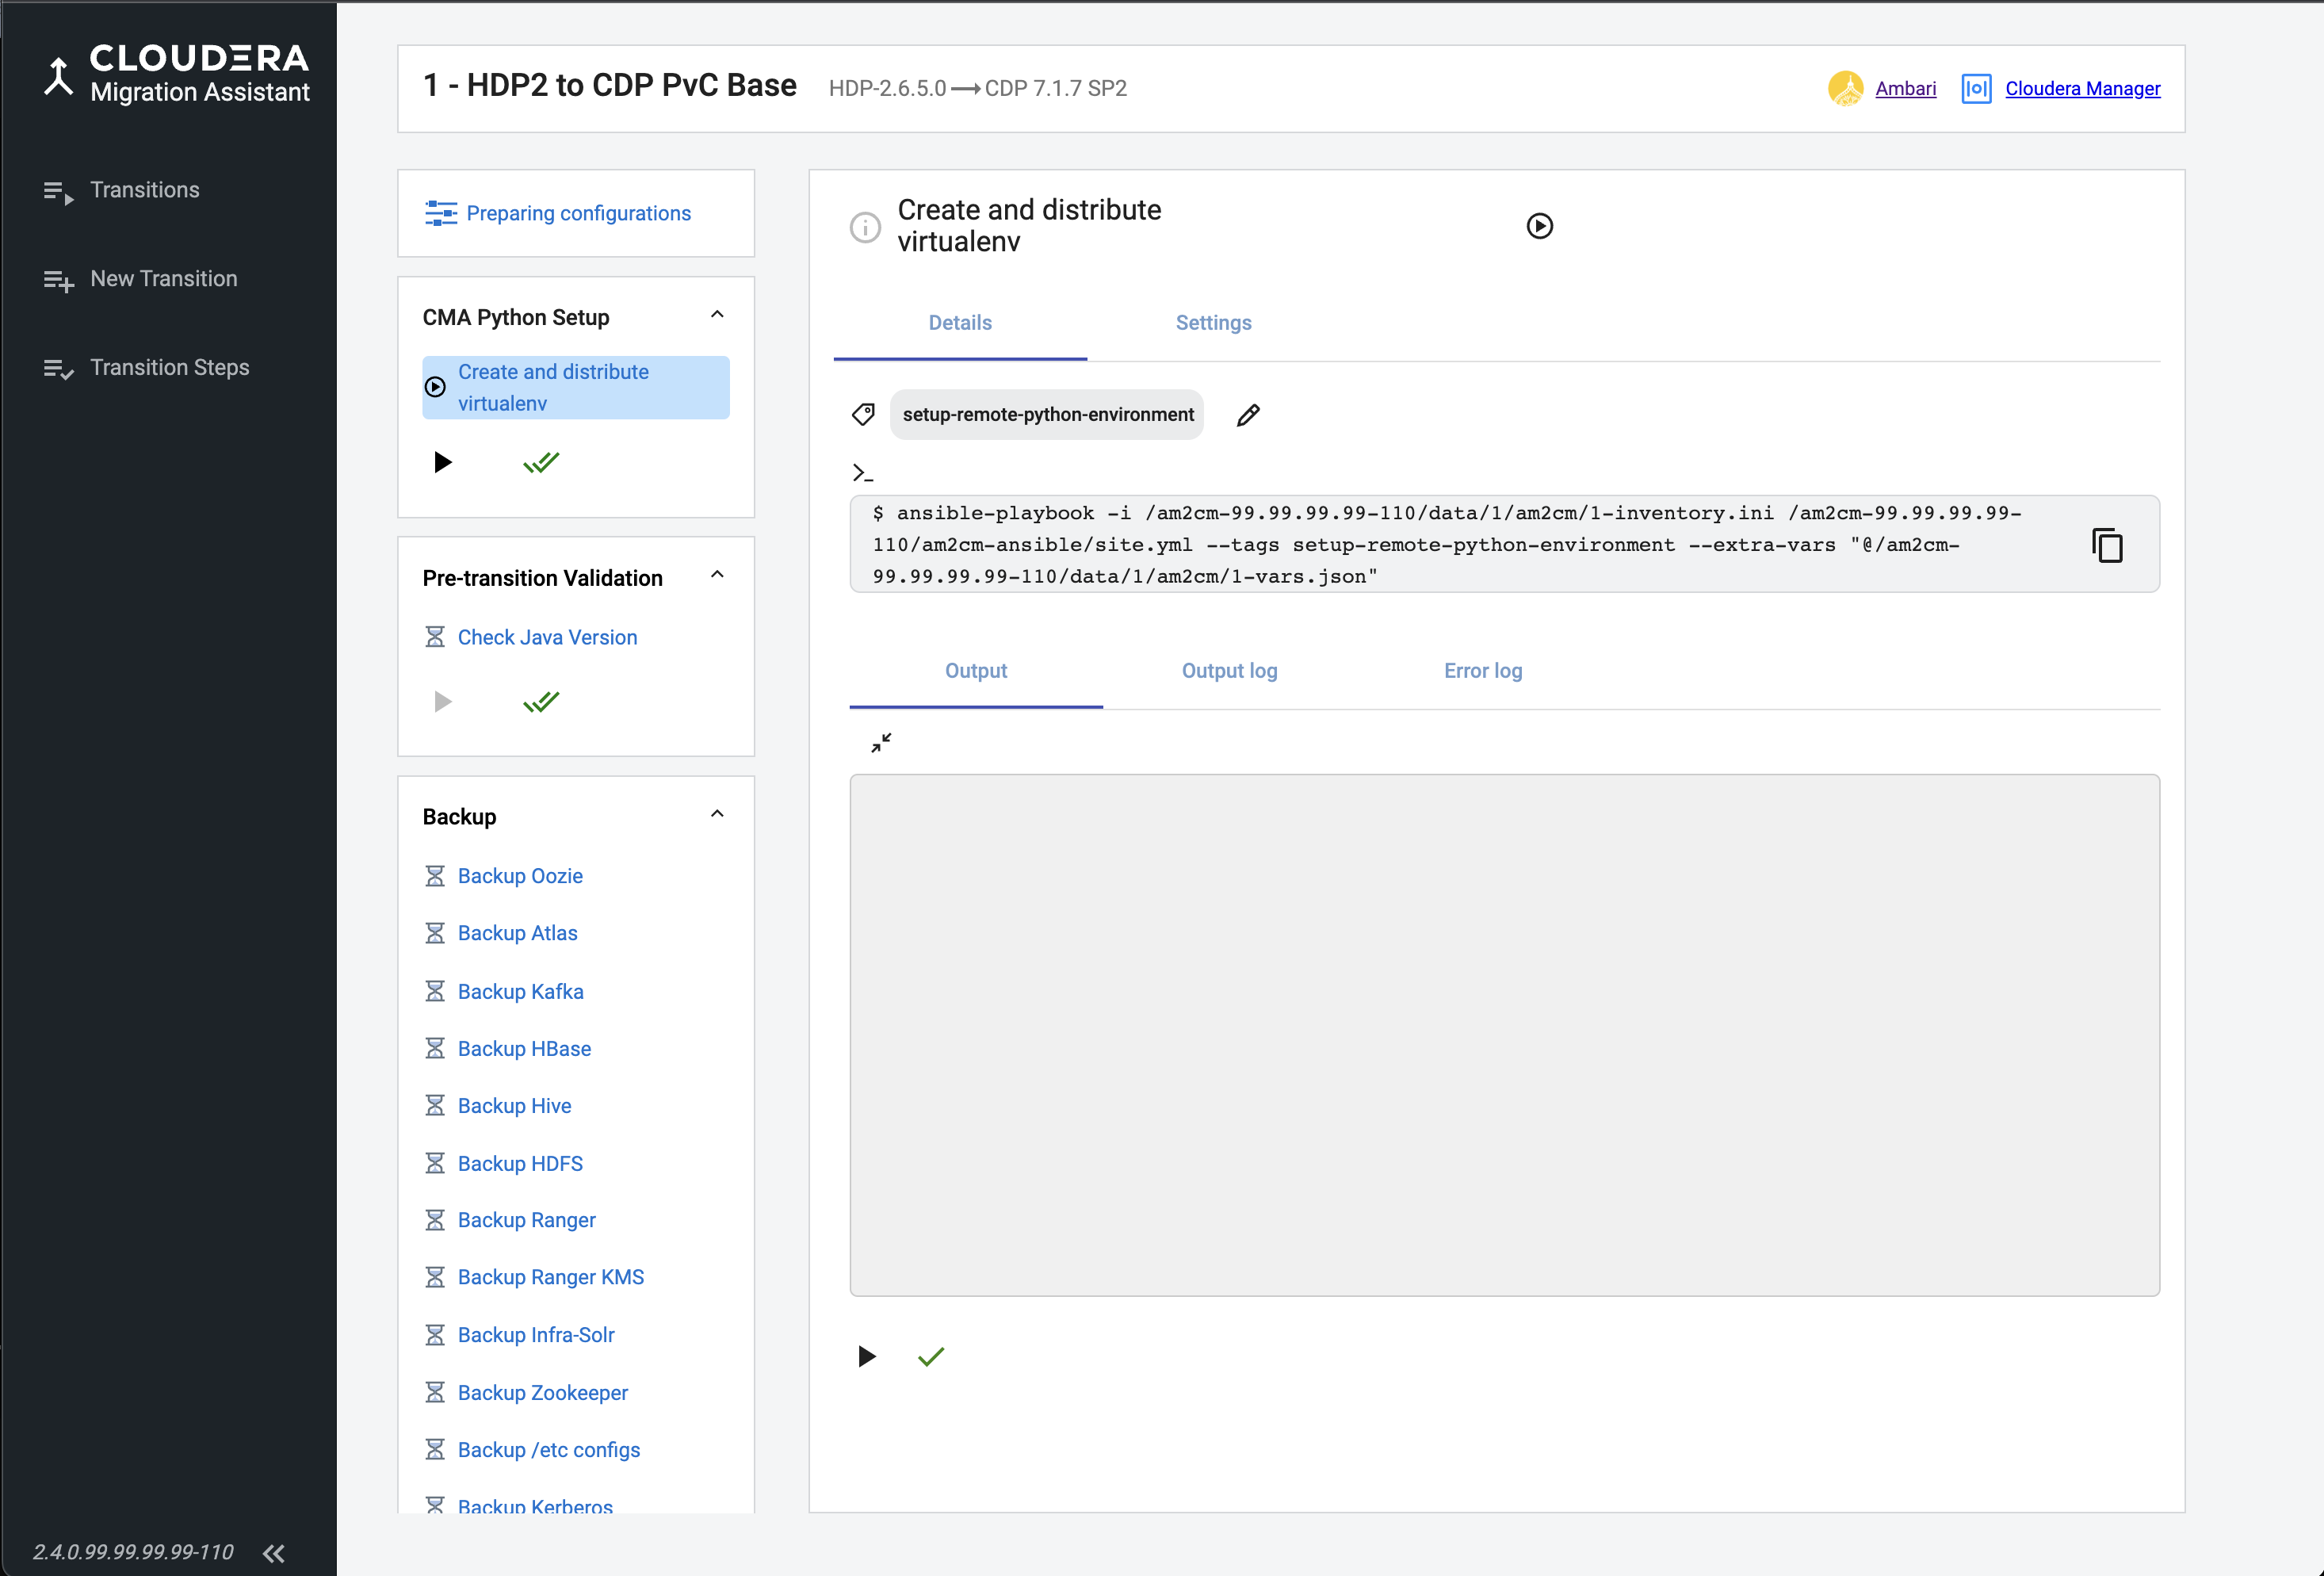 CLOUDERA
Migration Assistant
Transitions
New Transition
Transition Steps
2.4.0.99.99.99.99-110
1 - HDP2 to CDP PvC Base
HDP-2.6.5.0⟶CDP 7.1.7 SP2
Ambari
Cloudera Manager
Preparing configurations
CMA Python Setup
Create and distribute
virtualenv
Pre-transition Validation
Check Java Version
Backup
Backup Oozie
Backup Atlas
Backup Kafka
Backup HBase
Backup Hive
Backup HDFS
Backup Ranger
Backup Ranger KMS
Backup Infra-Solr
Backup Zookeeper
Backup /etc configs
Backup Kerberos
Create and distribute
virtualenv
Details
Settings
setup-remote-python-environment
>_
$ ansible-playbook -i /am2cm-99.99.99.99-110/data/1/am2cm/1-inventory.ini /am2cm-99.99.99.99-
110/am2cm-ansible/site.yml --tags setup-remote-python-environment --extra-vars "@/am2cm-
99.99.99.99-110/data/1/am2cm/1-vars.json"
Output
Output log
Error log